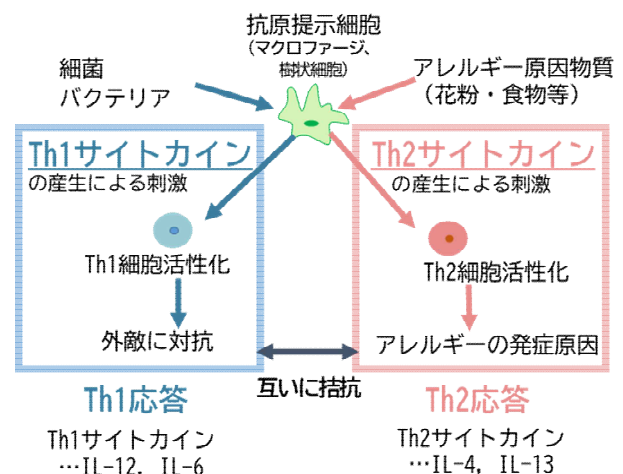 抗原提示細胞
(マクロファージ、
樹状細胞)
細菌
バクテリア
アレルギー原因物質
(花粉・食物等)
Th1サイトカイン
の産生による刺激
Th1細胞活性化
外敵に対抗
Th2サイトカイン
の産生による刺激
Th2細胞活性化
アレルギーの発症原因
互いに拮抗
Th1応答
Th1サイトカイン
…IL-12, IL-6
Th2応答
Th2サイトカイン
…IL-4, IL-13